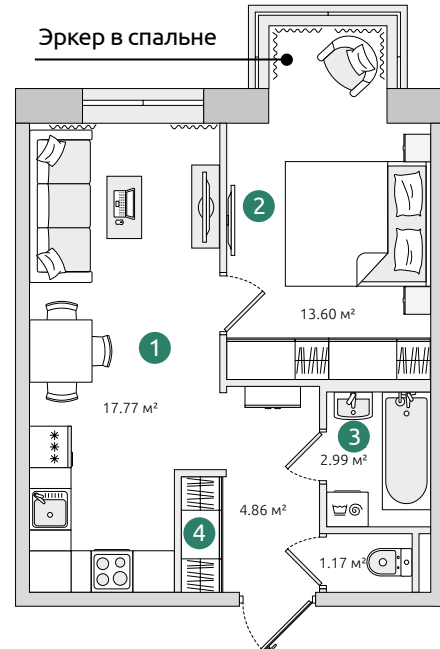 Эркер в спальне
2
13.60 м²
1
17.77 м²
3
2.99 м²
4.86 м²
4
1.17 м²